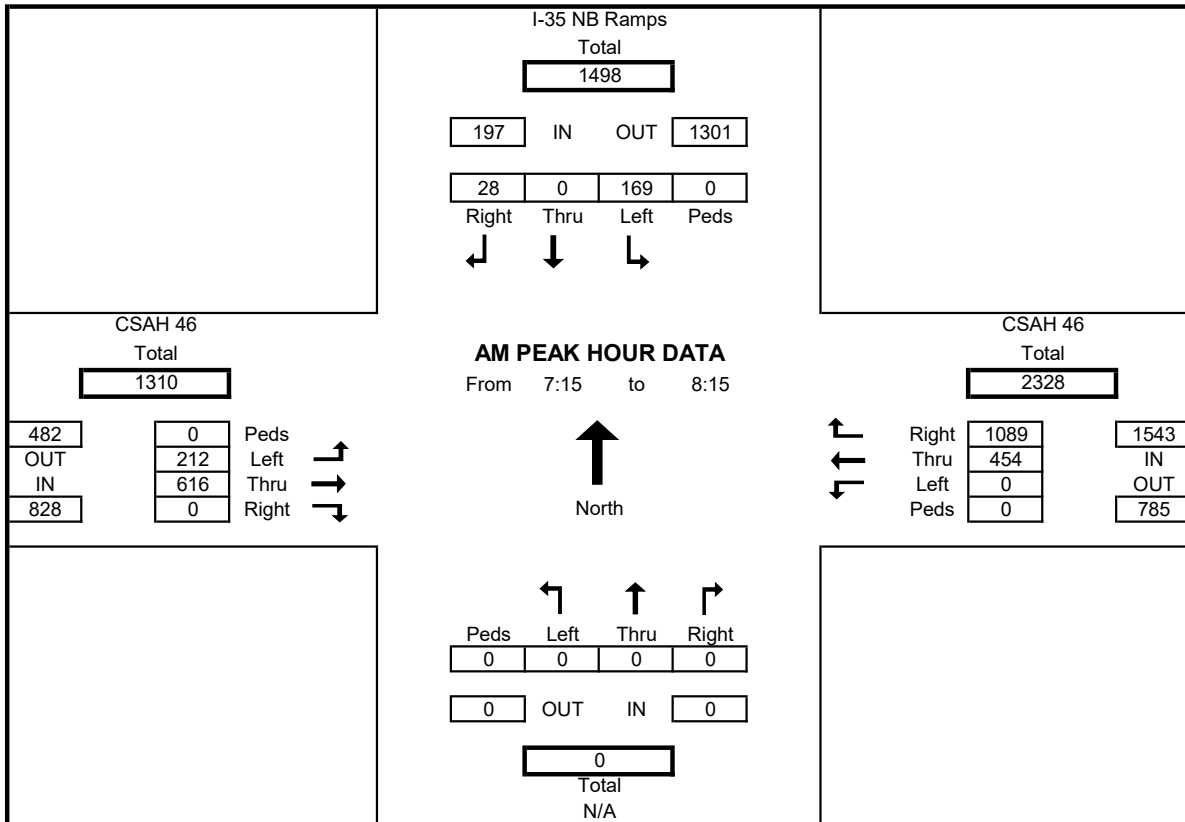 I-35 NB Ramps
Total
1498
197 IN OUT 1301
28 0 169 0
Right Thru Left Peds
CSAH 46
Total
1310
482 0 Peds
OUT 212 Left
IN 616 Thru
828 0 Right
AM PEAK HOUR DATA
From 7:15 to 8:15
North
CSAH 46
Total
2328
Right 1089 1543
Thru 454 IN
Left 0 OUT
Peds 0 785
Peds Left Thru Right
0 0 0 0
0 OUT IN 0
0
Total
N/A